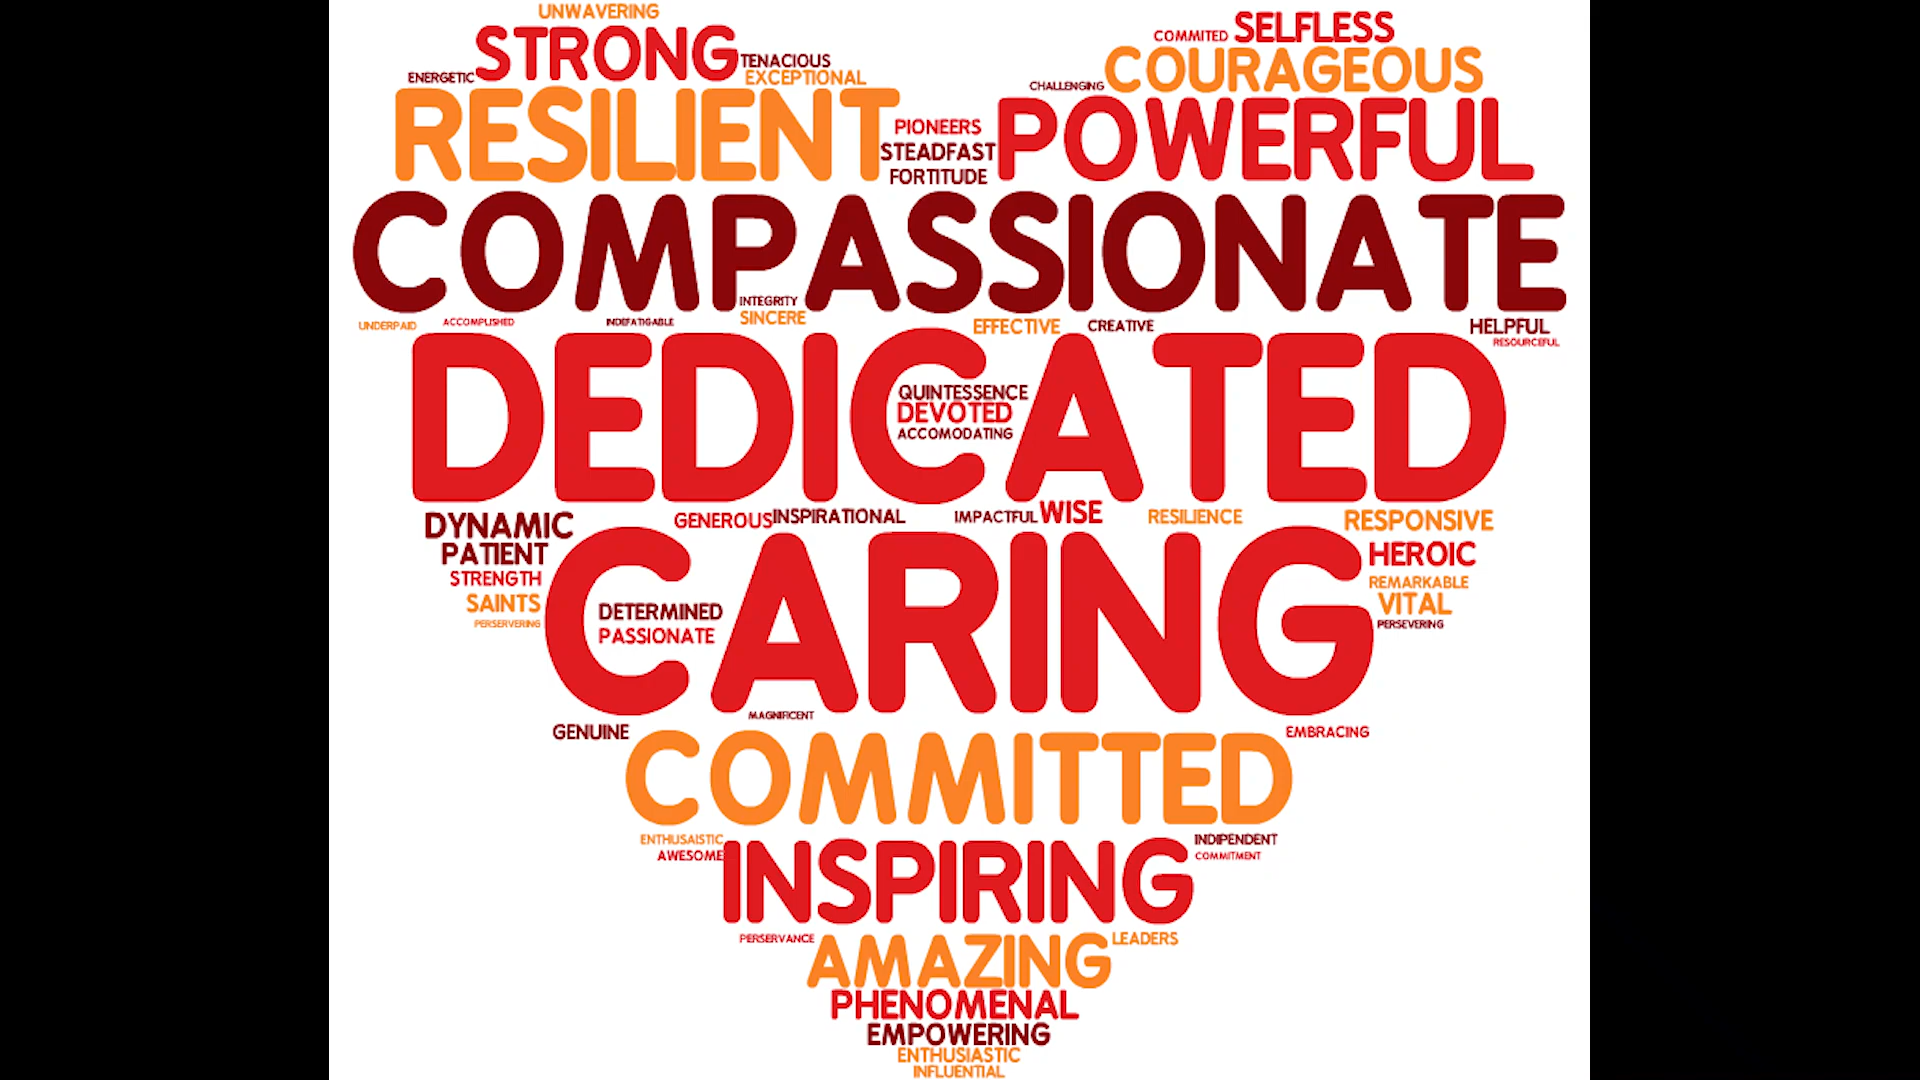 UNWAVERING
STRONG
TENACIOUS
ENERGETIC
EXCEPTIONAL
COMMITED
SELFLESS
COURAGEOUS
CHALLENGING
RESILIENT
PIONEERS
STEADFAST
FORTITUDE
POWERFUL
COMPASSIONATE
INTEGRITY
SINCERE
UNDERPAID
ACCOMPLISHED
INDEFATIGABLE
EFFECTIVE
CREATIVE
HELPFUL
RESOURCEFUL
DEDICATED
QUINTESSENCE
DEVOTED
ACCOMODATING
DYNAMIC
GENEROUS
INSPIRATIONAL
IMPACTFUL
WISE
RESILIENCE
RESPONSIVE
PATIENT
STRENGTH
SAINTS
PERSERVERING
CARING
DETERMINED
PASSIONATE
HEROIC
REMARKABLE
VITAL
PERSEVERING
MAGNIFICENT
GENUINE
EMBRACING
COMMITTED
ENTHUSAISTIC
AWESOME
INSPIRING
INDIPENDENT
COMMITMENT
PERSERVANCE
AMAZING
LEADERS
PHENOMENAL
EMPOWERING
ENTHUSIASTIC
INFLUENTIAL